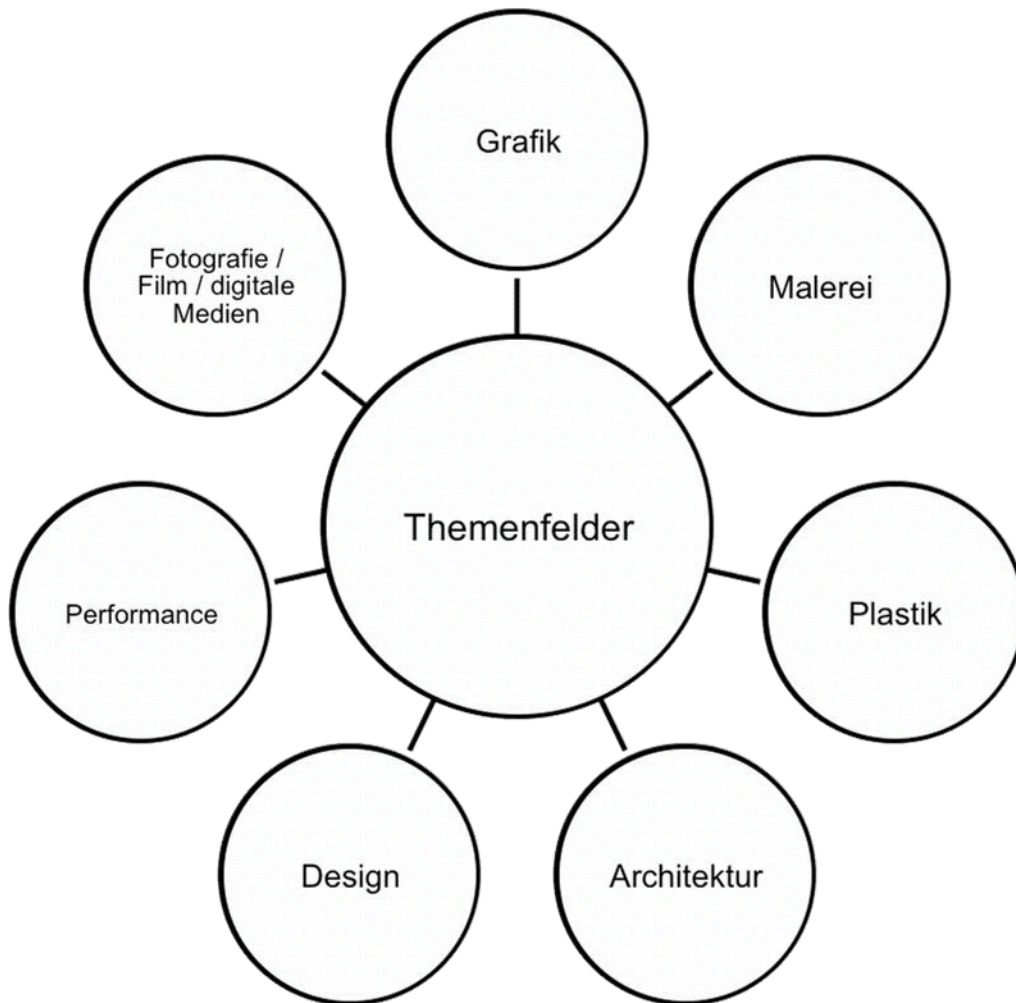 Grafik
Fotografie /
Film / digitale
Medien
Malerei
Themenfelder
Performance
Plastik
Design
Architektur